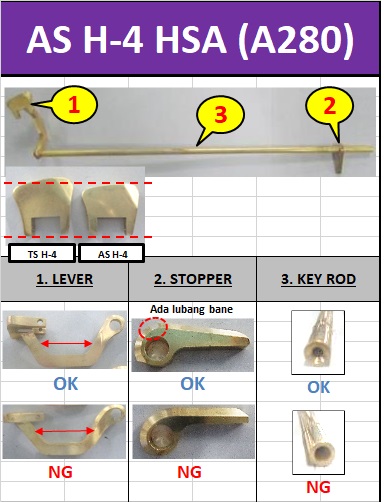 AS H-4 HSA (A280)
1
3
2
TS H-4
AS H-4
1. LEVER
2. STOPPER
3. KEY ROD
Ada lubang bane
OK
OK
OK
NG
NG
NG